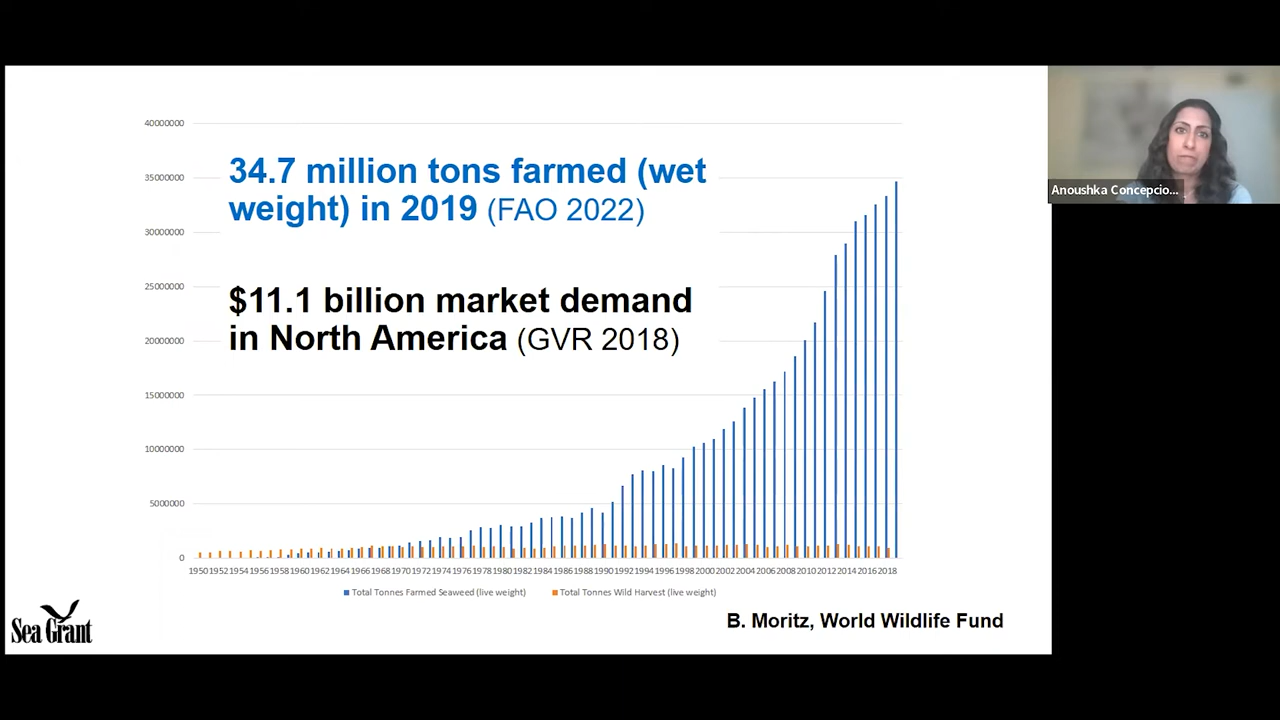 40000000
35000000
30000000
25000000
20000000
15000000
10000000
5000000
0
34.7 million tons farmed (wet
weight) in 2019 (FAO 2022)
$11.1 billion market demand
in North America (GVR 2018)
1950 1952 1954 1956 1958 1960 1962 1964 1966 1968 1970 1972 1974 1976 1978 1980 1982 1984 1986 1988 1990 1992 1994 1996 1998 2000 2002 2004 2006 2008 2010 2012 2014 2016 2018
Total Tonnes Farmed Seaweed (live weight) Total Tonnes Wild Harvest (live weight)
B. Moritz, World Wildlife Fund
Sea Grant
Anoushka Concepcio...